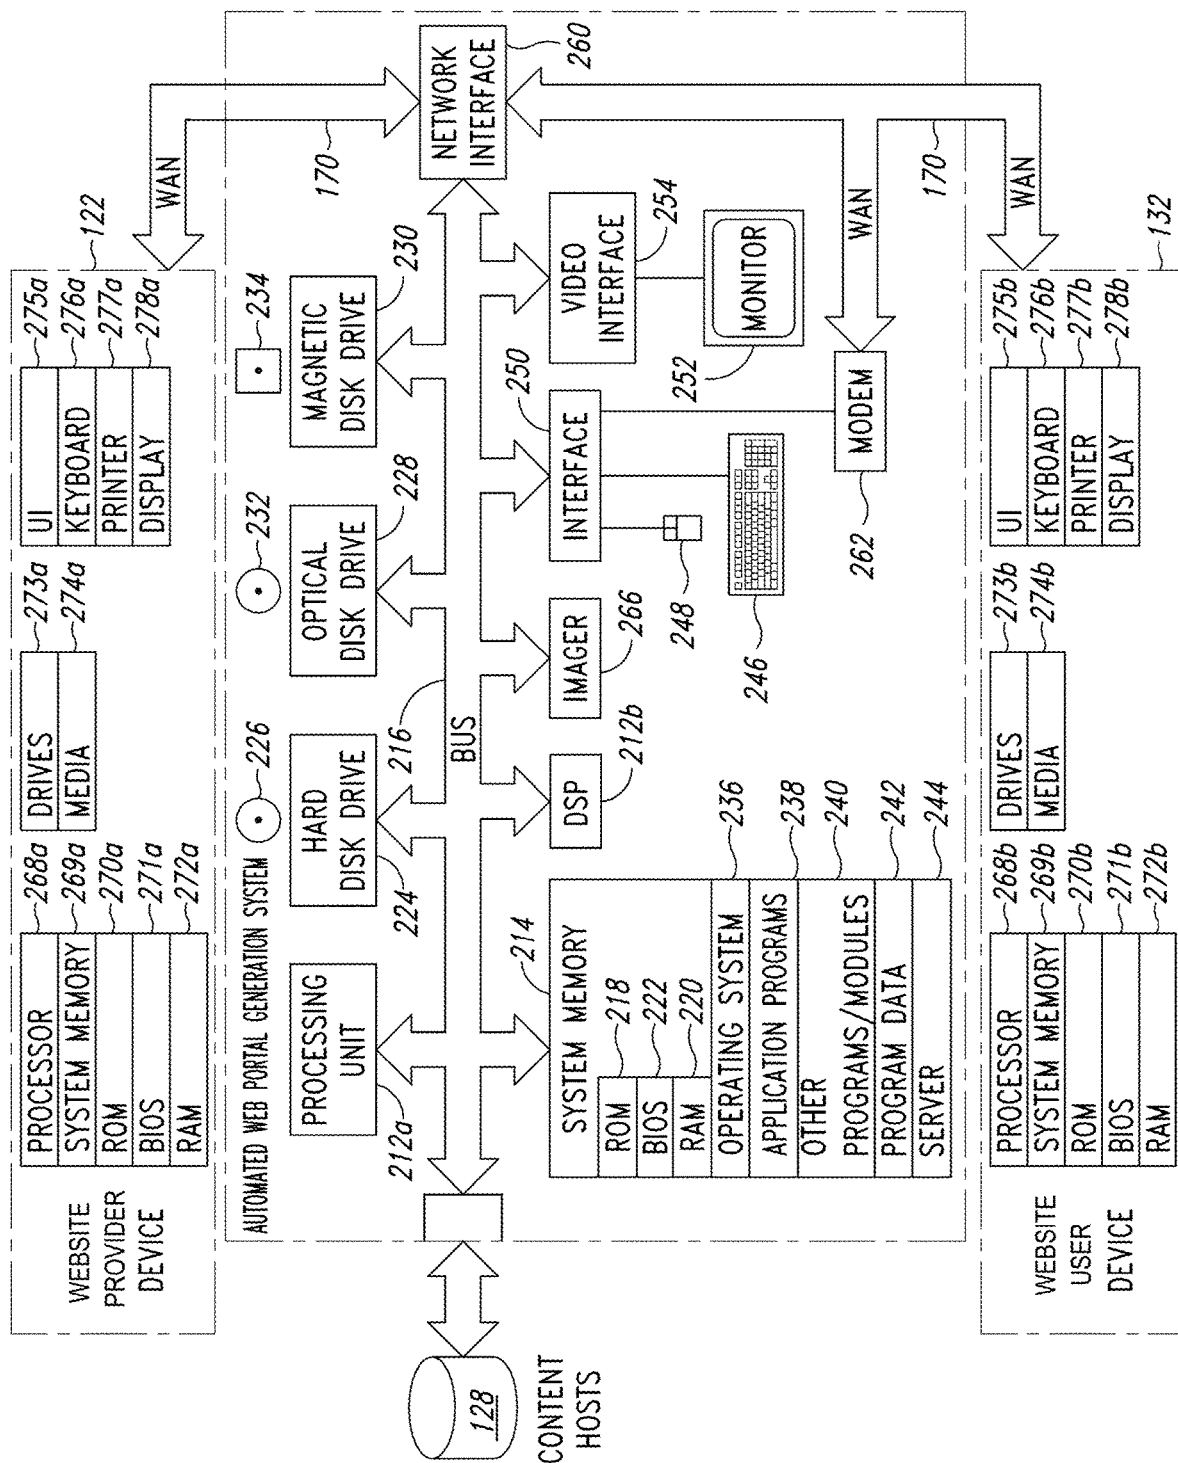 WEBSITE
PROVIDER
DEVICE
PROCESSOR
SYSTEM MEMORY
ROM
BIOS
RAM
268a
269a
270a
271a
272a
DRIVES
MEDIA
273a
274a
UI
KEYBOARD
PRINTER
DISPLAY
275a
276a
277a
278a
122
WAN
170
AUTOMATED WEB PORTAL GENERATION SYSTEM
226
232
234
PROCESSING
UNIT
212a
HARD
DISK DRIVE
224
OPTICAL
DISK DRIVE
228
MAGNETIC
DISK DRIVE
230
216
BUS
NETWORK
INTERFACE
260
128
CONTENT
HOSTS
SYSTEM MEMORY
214
ROM
218
BIOS
222
RAM
220
OPERATING SYSTEM
236
APPLICATION PROGRAMS
238
OTHER
PROGRAMS/MODULES
240
PROGRAM DATA
242
SERVER
244
DSP
212b
IMAGER
266
INTERFACE
250
VIDEO
INTERFACE
254
MONITOR
252
248
246
MODEM
262
WAN
170
WAN
WEBSITE
USER
DEVICE
PROCESSOR
SYSTEM MEMORY
ROM
BIOS
RAM
268b
269b
270b
271b
272b
DRIVES
MEDIA
273b
274b
UI
KEYBOARD
PRINTER
DISPLAY
275b
276b
277b
278b
132